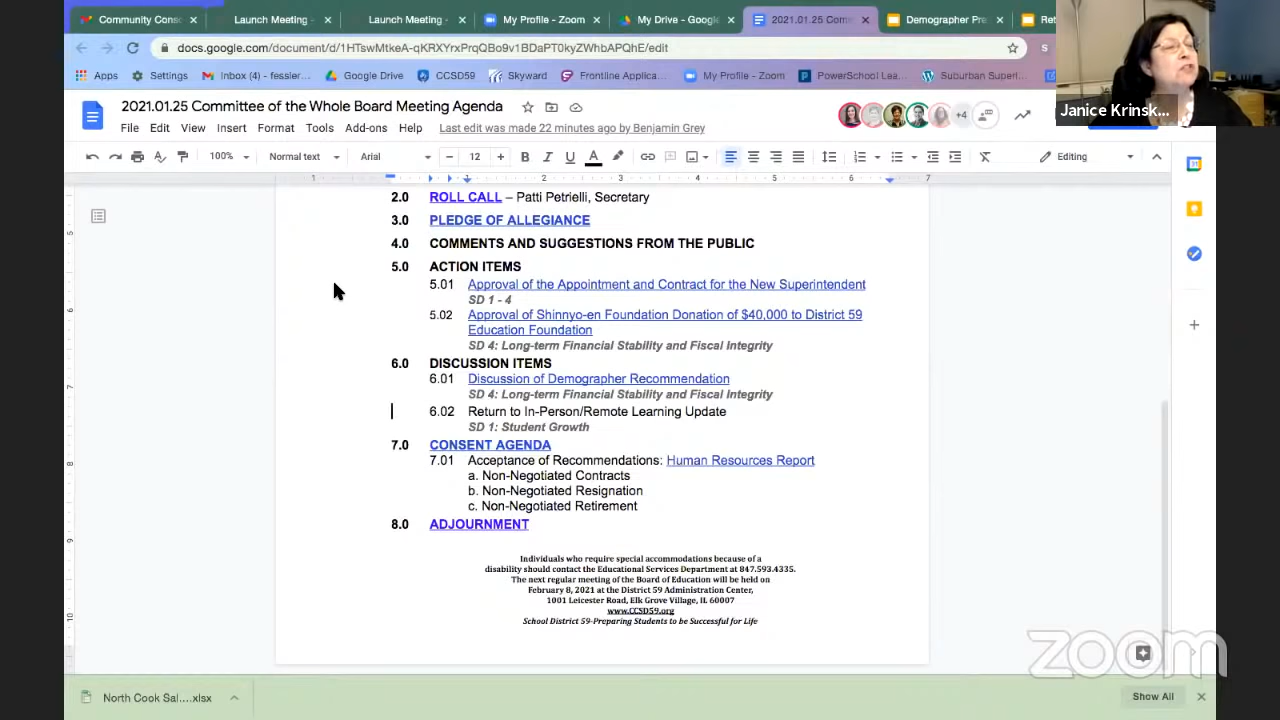 Community Cons
Launch Meeting -
Launch Meeting -
My Profile - Zoom
My Drive - Google
2021.01.25 Com
Demographer Pre
Ret
docs.google.com/document/d/1HTswMtkeA-qKRXYrxPrqQBo9v1BDaPT0kyZWhbAPQhE/edit
Apps
Settings
Inbox (4) - fessler...
Google Drive
CCSD59
Skyward
Frontline Applicati...
My Profile - Zoom
PowerSchool Lea...
Suburban Superi...
Janice Krinsk...
2021.01.25 Committee of the Whole Board Meeting Agenda
+4
File Edit View Insert Format Tools Add-ons Help Last edit was made 22 minutes ago by Benjamin Grey
100% Normal text Arial 12 B I U A Editing
1 1 2 3 4 5 6 7
2.0 ROLL CALL – Patti Petrielli, Secretary
3.0 PLEDGE OF ALLEGIANCE
4.0 COMMENTS AND SUGGESTIONS FROM THE PUBLIC
5.0 ACTION ITEMS
5.01 Approval of the Appointment and Contract for the New Superintendent
SD 1 - 4
5.02 Approval of Shinnyo-en Foundation Donation of $40,000 to District 59
Education Foundation
SD 4: Long-term Financial Stability and Fiscal Integrity
6.0 DISCUSSION ITEMS
6.01 Discussion of Demographer Recommendation
SD 4: Long-term Financial Stability and Fiscal Integrity
6.02 Return to In-Person/Remote Learning Update
SD 1: Student Growth
7.0 CONSENT AGENDA
7.01 Acceptance of Recommendations: Human Resources Report
a. Non-Negotiated Contracts
b. Non-Negotiated Resignation
c. Non-Negotiated Retirement
8.0 ADJOURNMENT
Individuals who require special accommodations because of a
disability should contact the Educational Services Department at 847.593.4335.
The next regular meeting of the Board of Education will be held on
February 8, 2021 at the District 59 Administration Center,
1001 Leicester Road, Elk Grove Village, IL 60007
www.CCSD59.org
School District 59-Preparing Students to be Successful for Life
zoom
North Cook Sal....xlsx
Show All